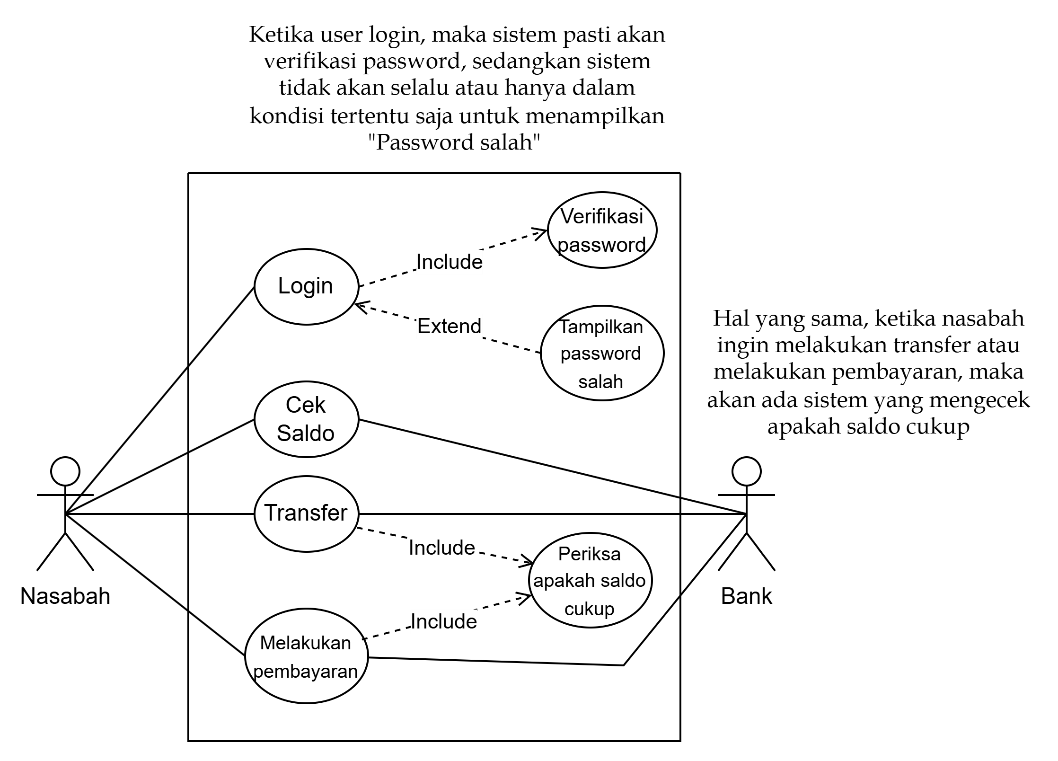 Ketika user login, maka sistem pasti akan
verifikasi password, sedangkan sistem
tidak akan selalu atau hanya dalam
kondisi tertentu saja untuk menampilkan
"Password salah"
Verifikasi
password
Include
Login
Extend
Tampilkan
password
salah
Hal yang sama, ketika nasabah
ingin melakukan transfer atau
melakukan pembayaran, maka
akan ada sistem yang mengecek
apakah saldo cukup
Cek
Saldo
Transfer
Include
Periksa
apakah saldo
cukup
Include
Melakukan
pembayaran
Nasabah
Bank